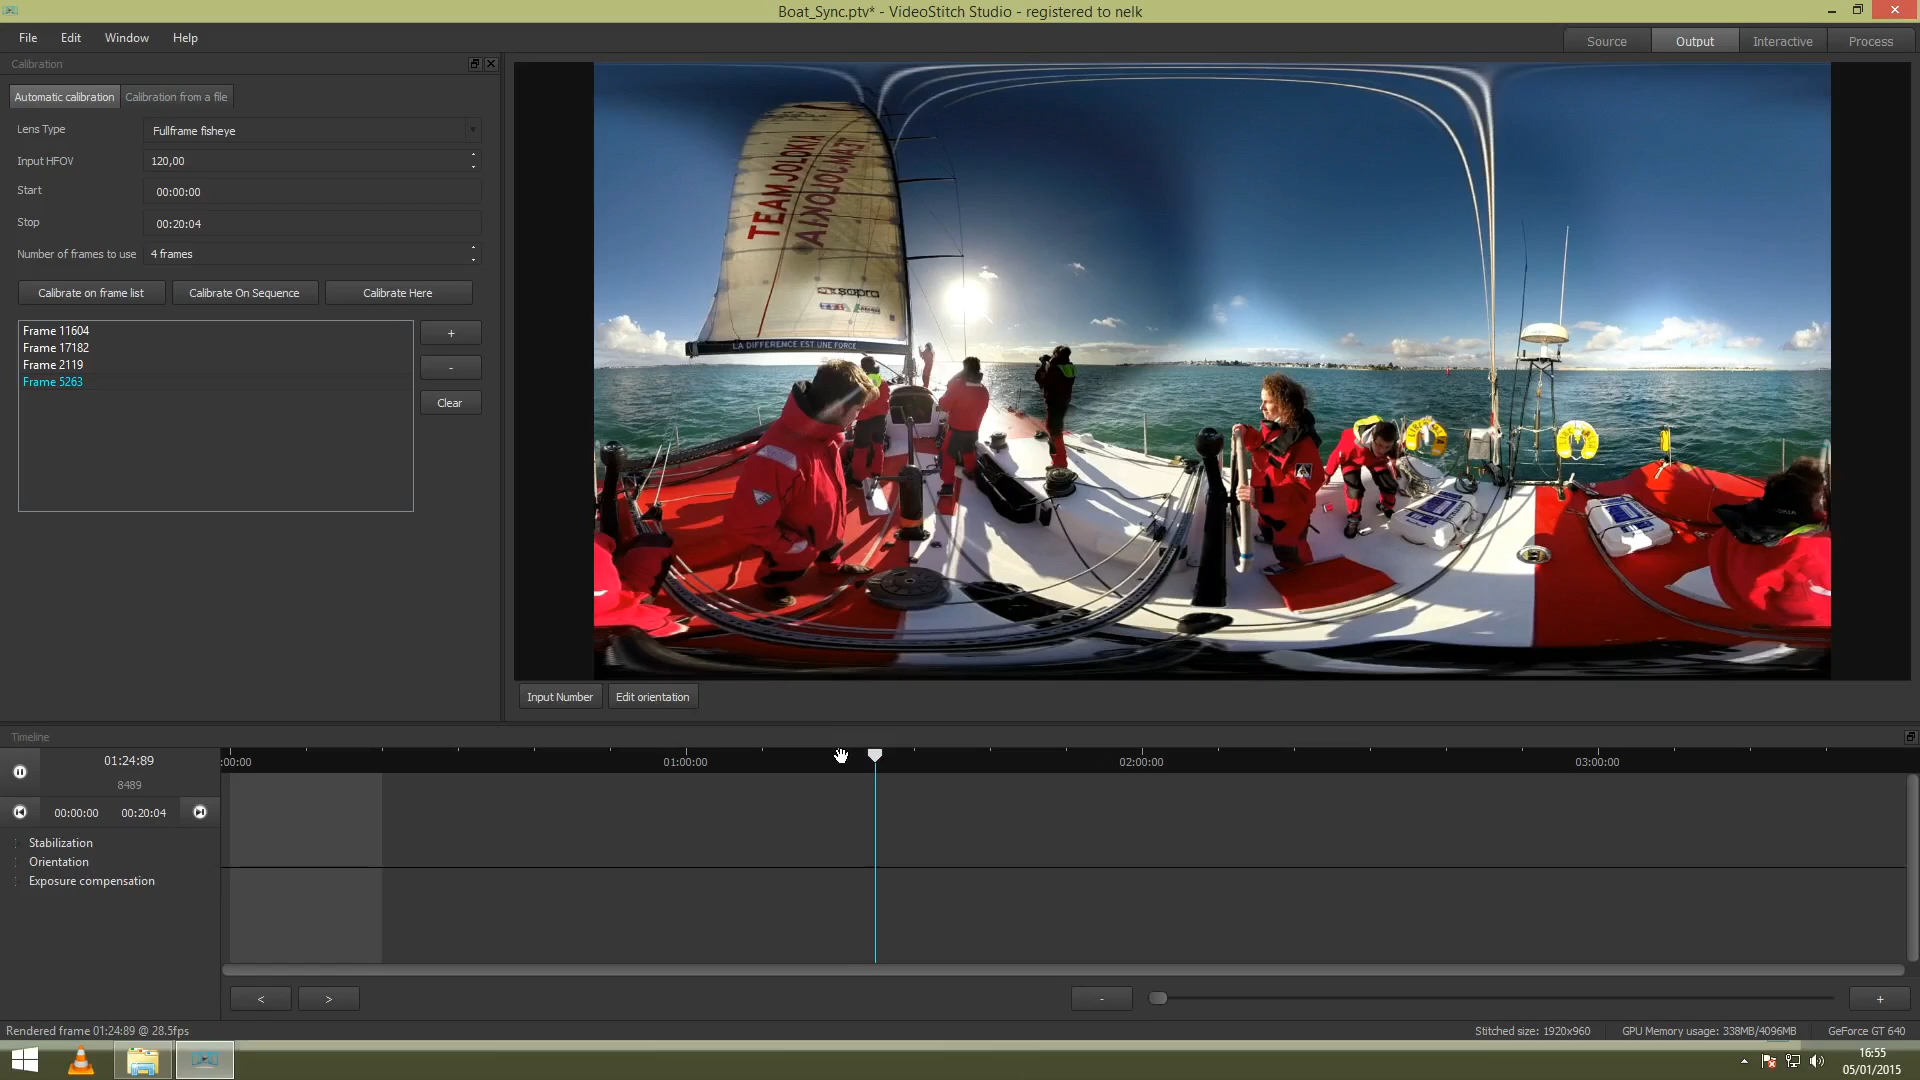 Boat_Sync.ptv* - VideoStitch Studio - registered to nelk
File Edit Window Help
Source Output Interactive Process
Calibration
Automatic calibration Calibration from a file
Lens Type Fullframe fisheye
Input HFOV 120,00
Start 00:00:00
Stop 00:20:04
Number of frames to use 4 frames
Calibrate on frame list Calibrate On Sequence Calibrate Here
Frame 11604
Frame 17182
Frame 2119
Frame 5263
+
-
Clear
TEAM JOLOKIA
TEAM JOLOKIA
LA DIFFERENCE EST UNE FORCE
Input Number Edit orientation
Timeline
01:24:89
8489
00:00:00 00:20:04
:00:00 01:00:00 02:00:00 03:00:00
Stabilization
Orientation
Exposure compensation
< > - +
Rendered frame 01:24:89 @ 28.5fps
Stitched size: 1920x960 GPU Memory usage: 338MB/4096MB GeForce GT 640
16:55
05/01/2015